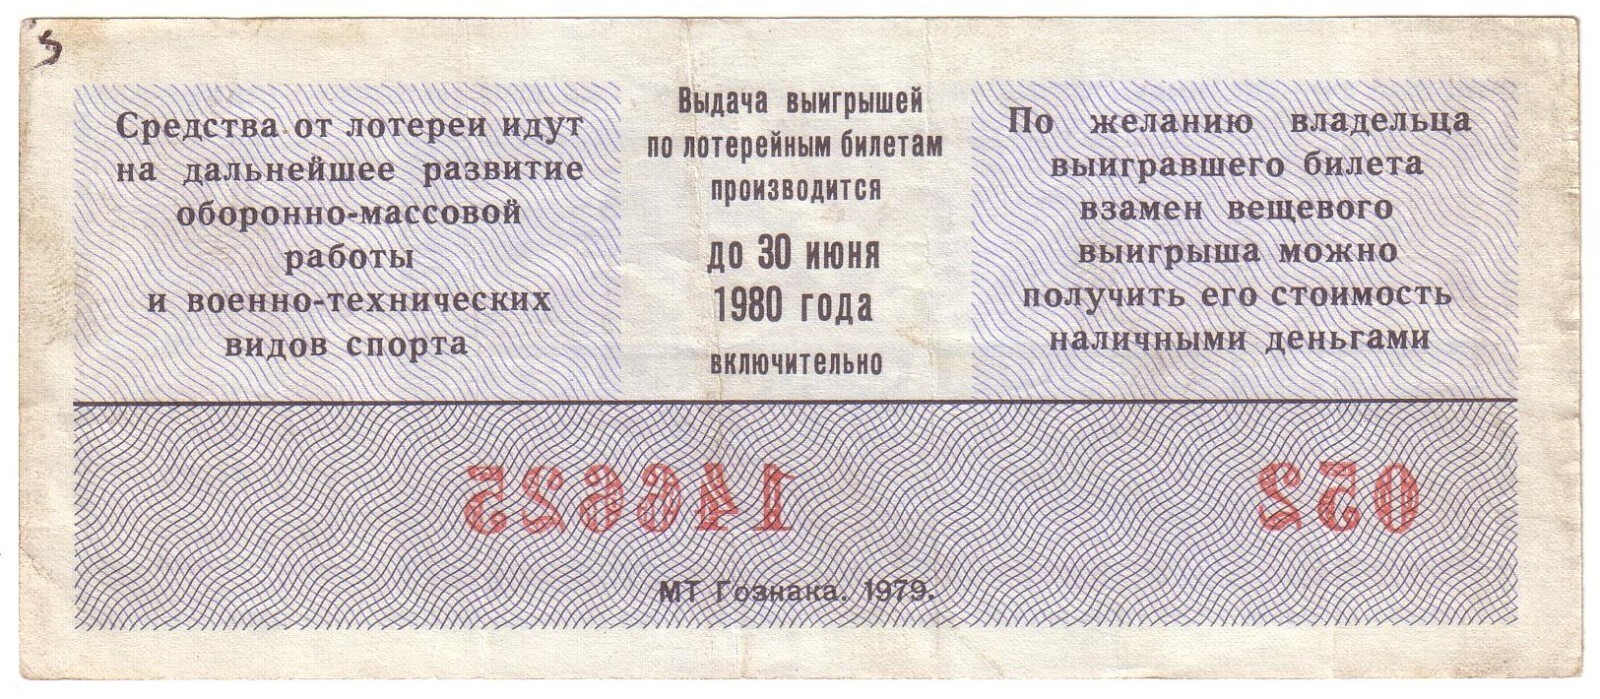 Средства от лотереи идут
на дальнейшее развитие
оборонно-массовой
работы
и военно-технических
видов спорта
Выдача выигрышей
по лотерейным билетам
производится
до 30 июня
1980 года
включительно
По желанию владельца
выигравшего билета
взамен вещевого
выигрыша можно
получить его стоимость
наличными деньгами
052
146625
МТ Гознака. 1979.